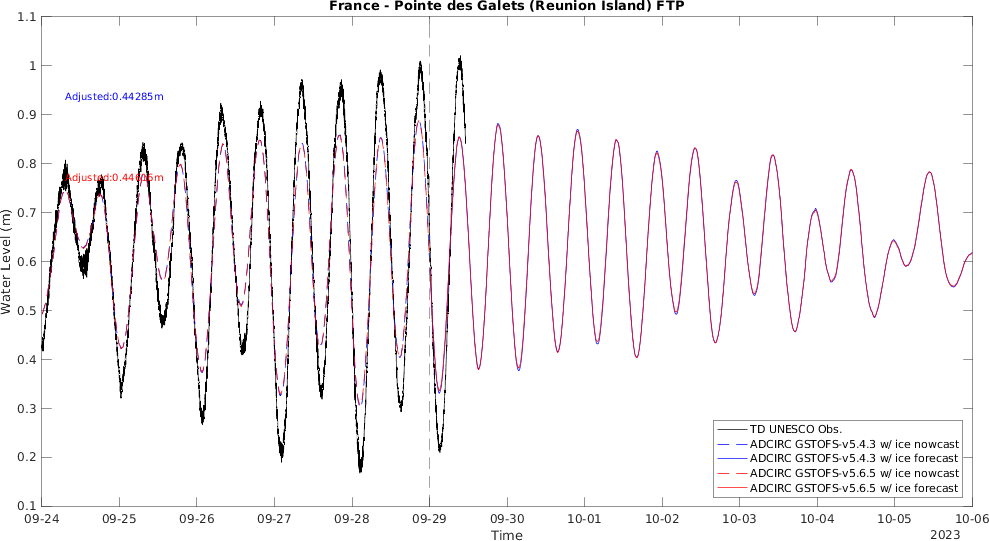 France - Pointe des Galets (Reunion Island) FTP
1.1
1
0.9
0.8
0.7
0.6
0.5
0.4
0.3
0.2
0.1
Water Level (m)
Adjusted:0.44285m
TD UNESCO Obs.
ADCIRC GSTOFS-v5.4.3 w/ ice nowcast
ADCIRC GSTOFS-v5.4.3 w/ ice forecast
ADCIRC GSTOFS-v5.6.5 w/ ice nowcast
ADCIRC GSTOFS-v5.6.5 w/ ice forecast
09-24 09-25 09-26 09-27 09-28 09-29 09-30 10-01 10-02 10-03 10-04 10-05 10-06
Time
2023